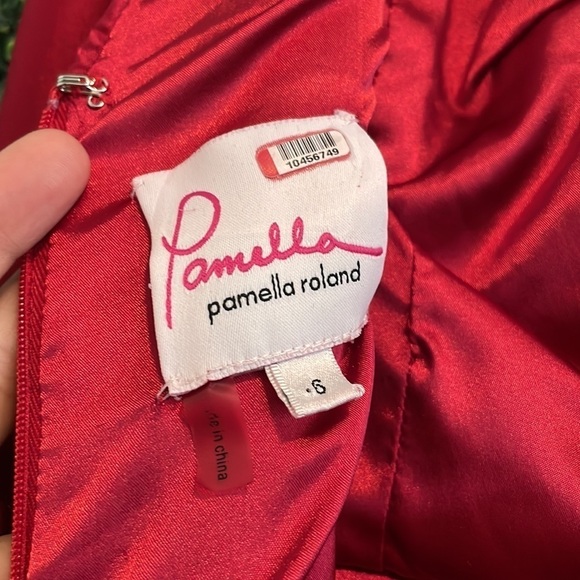 10456749
Pamella
pamella roland
6
in china